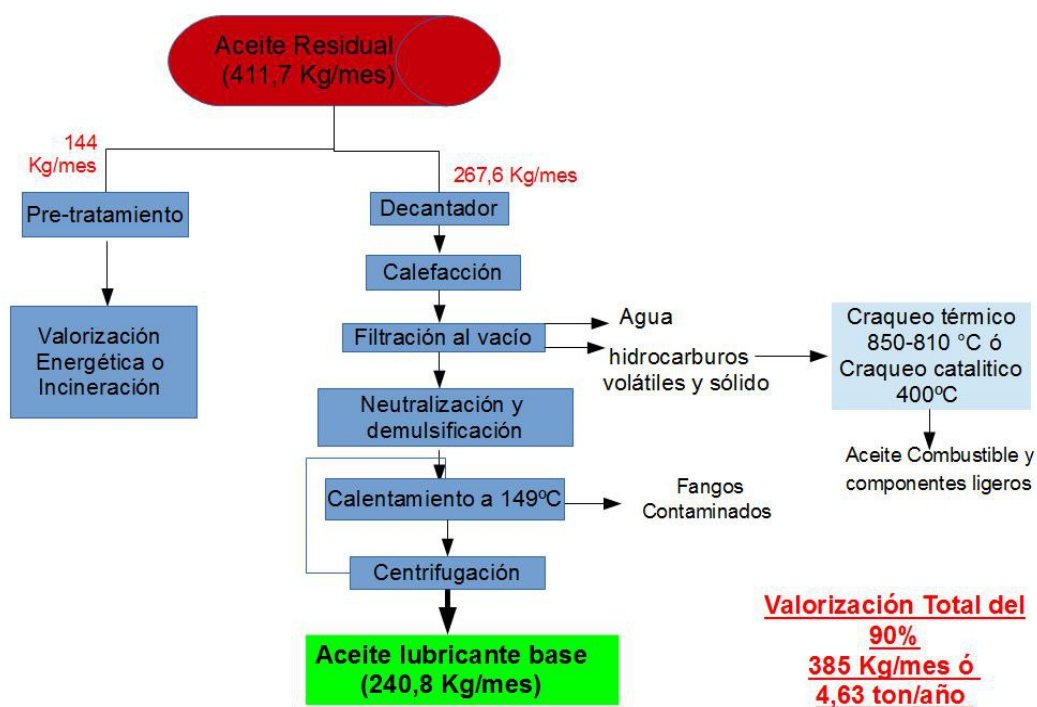 Aceite Residual
(411,7 Kg/mes)
144
Kg/mes
267,6 Kg/mes
Pre-tratamiento
Decantador
Calefacción
Valorización
Energética o
Incineración
Filtración al vacío
Agua
hidrocarburos
volátiles y sólido
Craqueo térmico
850-810 °C ó
Craqueo catalitico
400ºC
Neutralización y
demulsificación
Aceite Combustible y
componentes ligeros
Calentamiento a 149ºC
Fangos
Contaminados
Centrifugación
Aceite lubricante base
(240,8 Kg/mes)
Valorización Total del
90%
385 Kg/mes ó
4,63 ton/año